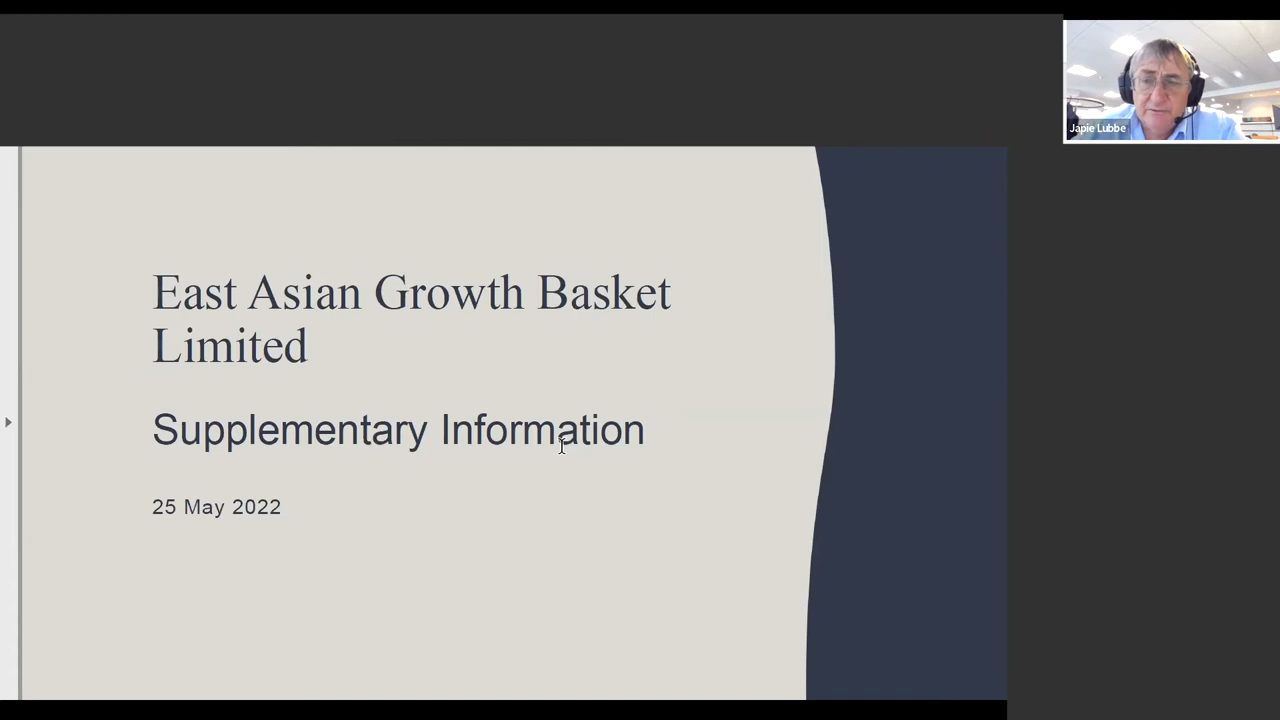 Japie Lubbe
East Asian Growth Basket
Limited
Supplementary Information
25 May 2022